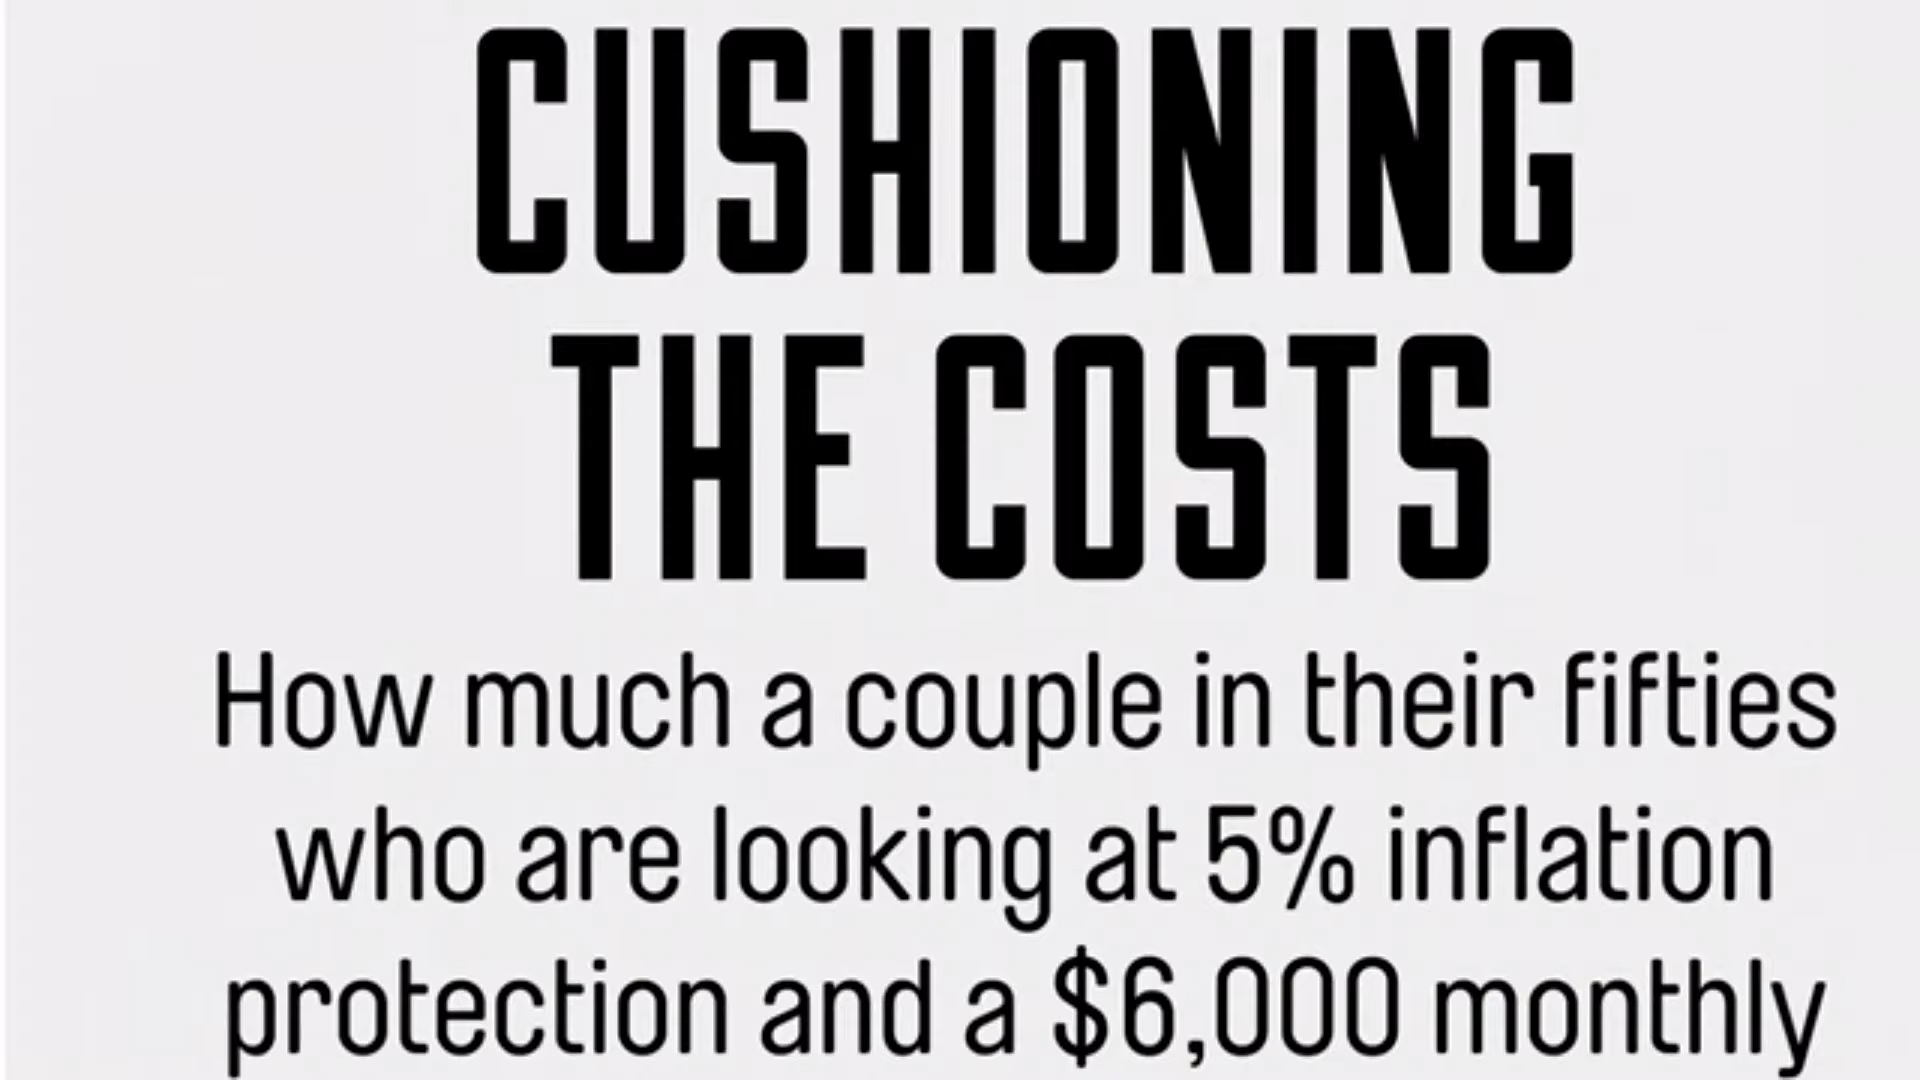 CUSHIONING
THE COSTS
How much a couple in their fifties
who are looking at 5% inflation
protection and a $6,000 monthly